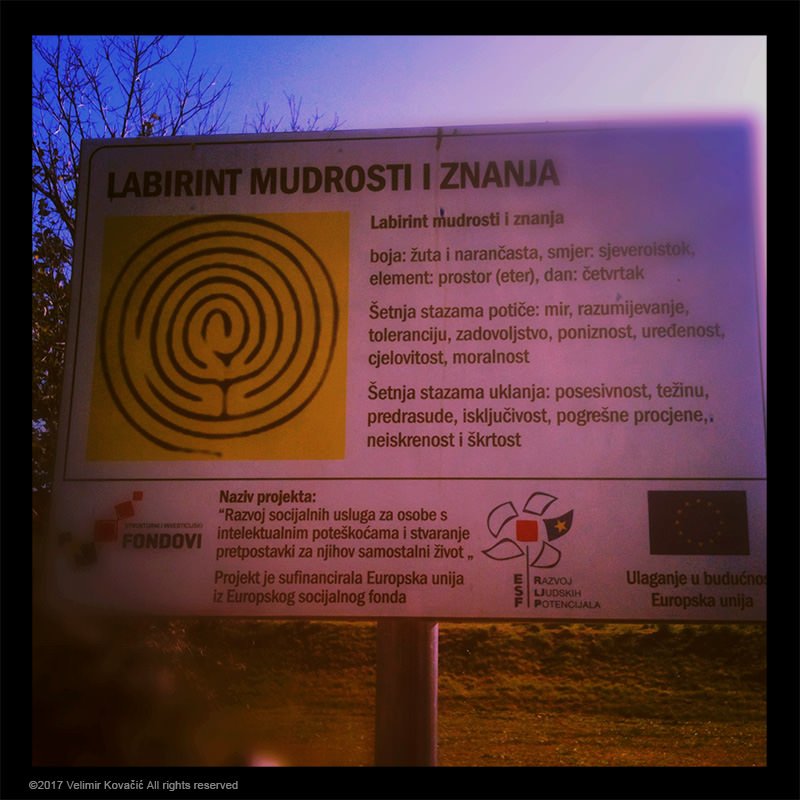 LABIRINT MUDROSTI I ZNANJA
Labirint mudrosti i znanja
boja: žuta i narančasta, smjer: sjeveroistok,
element: prostor (eter), dan: četvrtak
Šetnja stazama potiče: mir, razumijevanje,
toleranciju, zadovoljstvo, poniznost, uređenost,
cjelovitost, moralnost
Šetnja stazama uklanja: posesivnost, težinu,
predrasude, isključivost, pogrešne procjene,
neiskrenost i škrtost
STRUKTURNI I INVESTICIJSKI
FONDOVI
Naziv projekta:
“Razvoj socijalnih usluga za osobe s
intelektualnim poteškoćama i stvaranje
pretpostavki za njihov samostalni život „
Projekt je sufinancirala Europska unija
iz Europskog socijalnog fonda
ESF
RAZVOJ
LJUDSKIH
POTENCIJALA
Ulaganje u budućnos
Europska unija
©2017 Velimir Kovačić All rights reserved